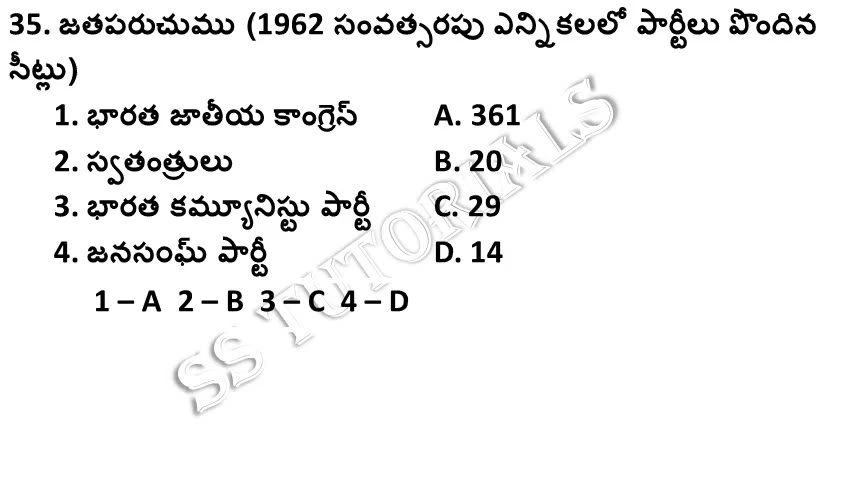 35. జతపరుచుము (1962 సంవత్సరపు ఎన్నికలలో పార్టీలు పొందిన
సీట్లు)
1. భారత జాతీయ కాంగ్రెస్ A. 361
2. స్వతంత్రులు B. 20
3. భారత కమ్యూనిస్టు పార్టీ C. 29
4. జనసంఘ్ పార్టీ D. 14
1 – A 2 – B 3 – C 4 – D
SS TUTORIALS